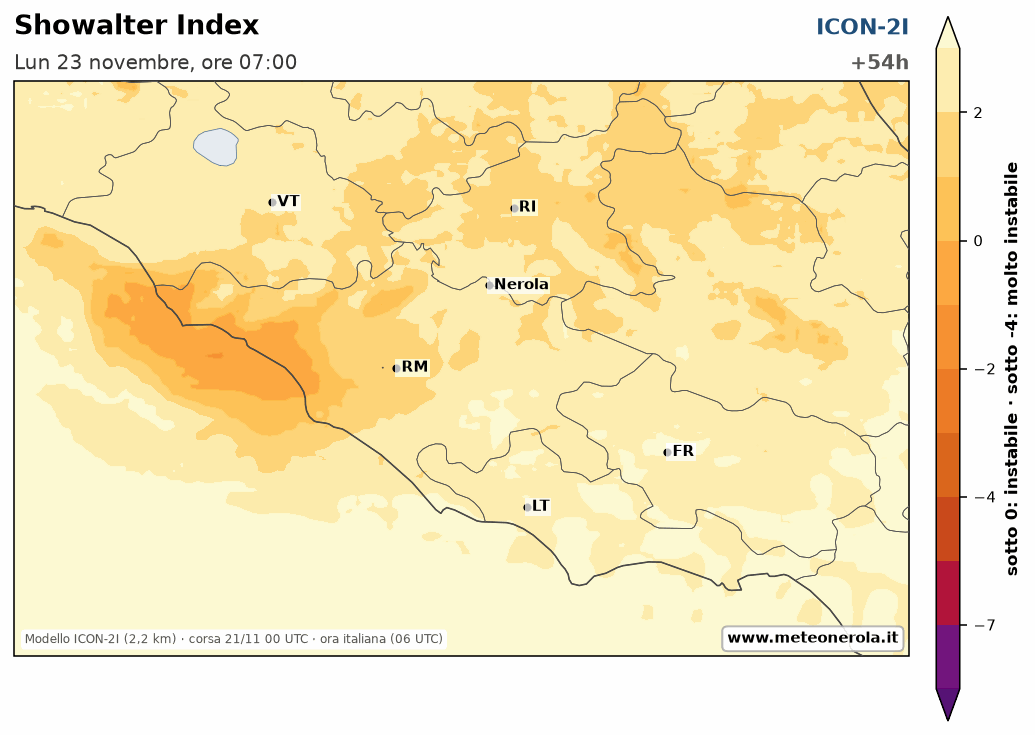 Showalter Index
ICON-2I
Lun 23 novembre, ore 07:00
+54h
VT
RI
Nerola
RM
FR
LT
2
0
−2
−4
−7
sotto 0: instabile · sotto -4: molto instabile
Modello ICON-2I (2,2 km) · corsa 21/11 00 UTC · ora italiana (06 UTC)
www.meteonerola.it